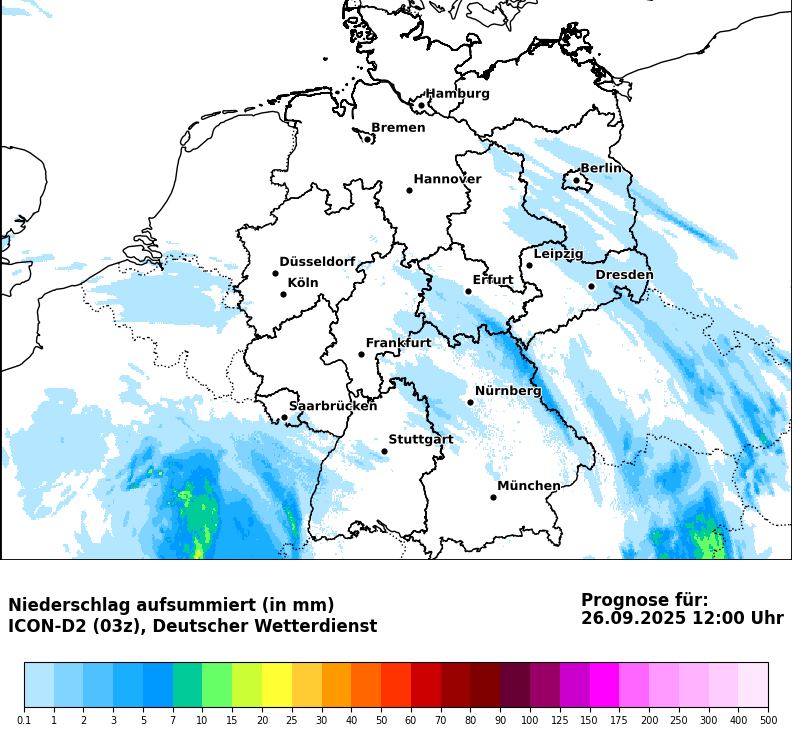 Hamburg
Bremen
Hannover
Berlin
Düsseldorf
Köln
Leipzig
Erfurt
Dresden
Frankfurt
Saarbrücken
Nürnberg
Stuttgart
München
Niederschlag aufsummiert (in mm)
ICON-D2 (03z), Deutscher Wetterdienst
Prognose für:
26.09.2025 12:00 Uhr
0.1 1 2 3 5 7 10 15 20 25 30 40 50 60 70 80 90 100 125 150 175 200 250 300 400 500